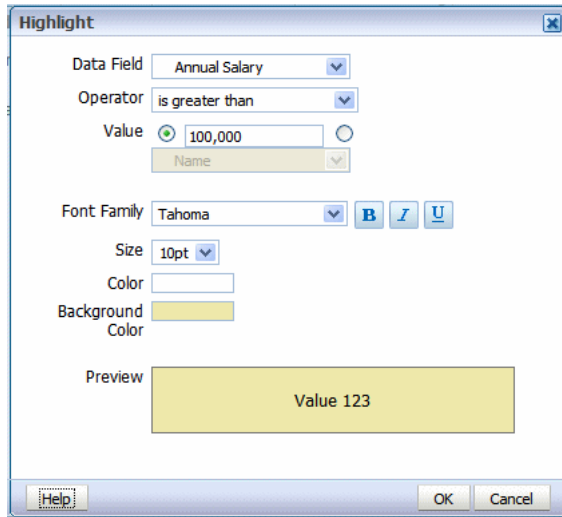 Highlight
Data Field Annual Salary
Operator is greater than
Value 100,000
Name
Font Family Tahoma B I U
Size 10pt
Color
Background
Color
Preview
Value 123
Help OK Cancel